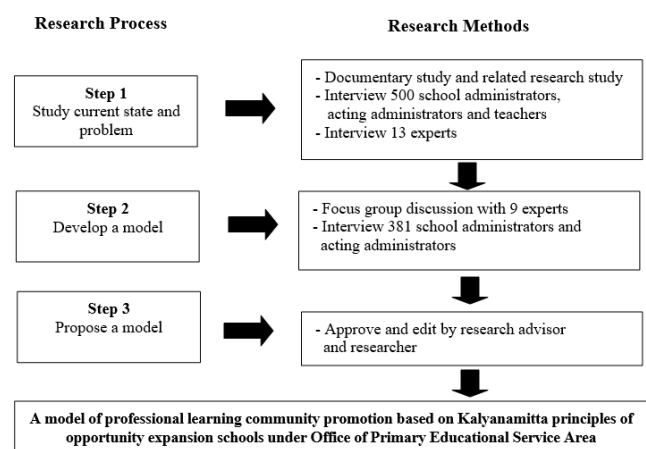 Research Process
Research Methods
Step 1
Study current state and
problem
- Documentary study and related research study
- Interview 500 school administrators,
acting administrators and teachers
- Interview 13 experts
Step 2
Develop a model
- Focus group discussion with 9 experts
- Interview 381 school administrators and
acting administrators
Step 3
Propose a model
- Approve and edit by research advisor
and researcher
A model of professional learning community promotion based on Kalyanamitta principles of
opportunity expansion schools under Office of Primary Educational Service Area